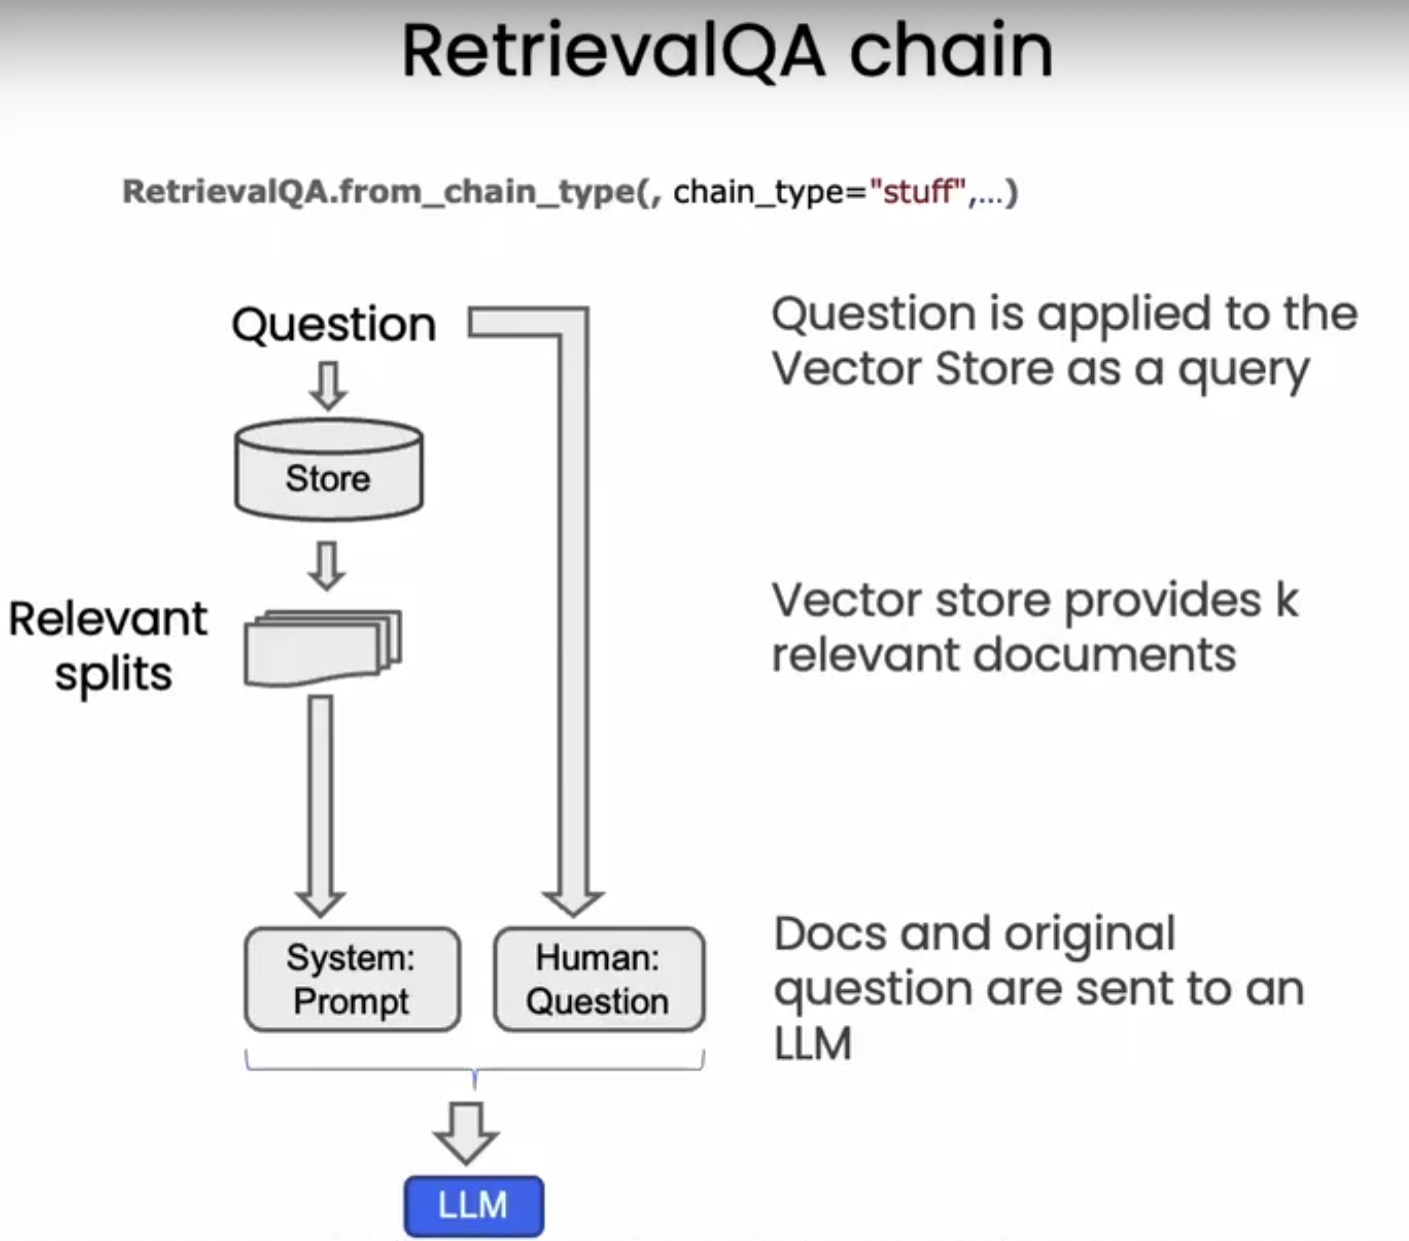 RetrievalQA chain
RetrievalQA.from_chain_type(, chain_type="stuff",...)
Question
Question is applied to the
Vector Store as a query
Store
Relevant
splits
Vector store provides k
relevant documents
System:
Prompt
Human:
Question
Docs and original
question are sent to an
LLM
LLM